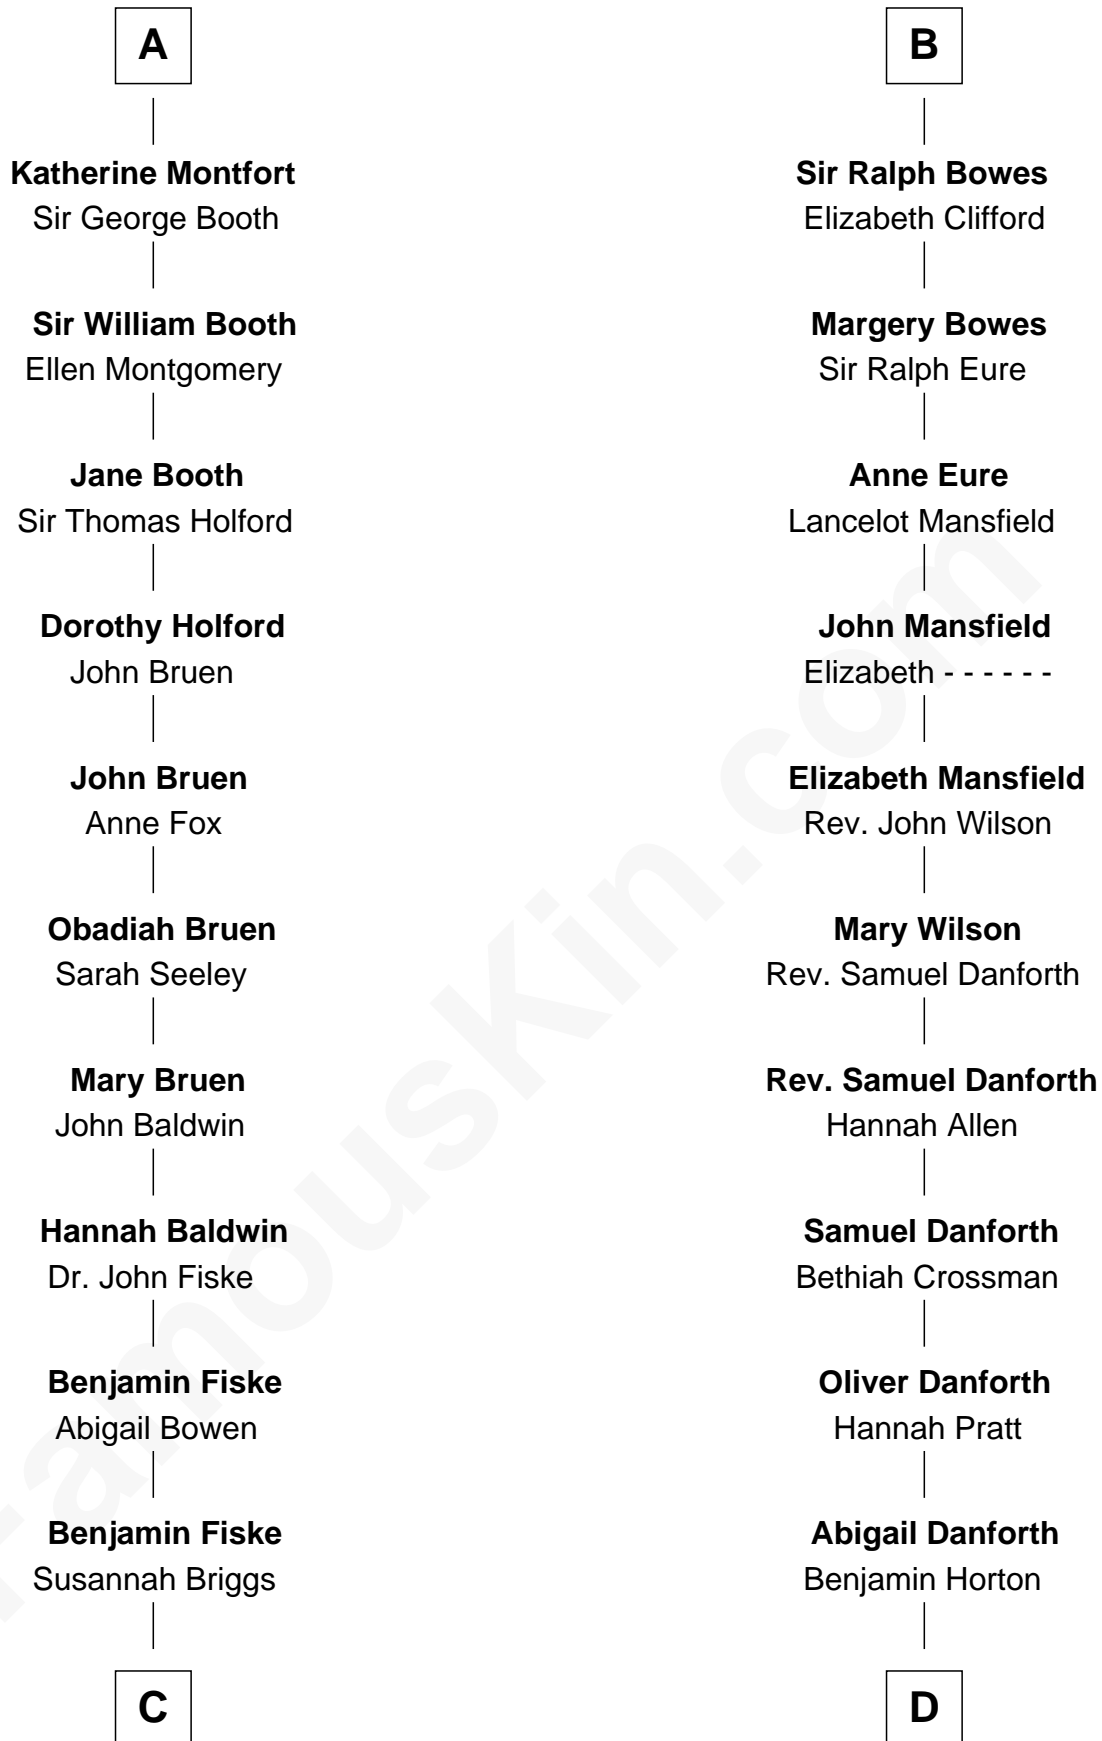 A
Katherine Montfort
Sir George Booth
Sir William Booth
Ellen Montgomery
Jane Booth
Sir Thomas Holford
Dorothy Holford
John Bruen
John Bruen
Anne Fox
Obadiah Bruen
Sarah Seeley
Mary Bruen
John Baldwin
Hannah Baldwin
Dr. John Fiske
Benjamin Fiske
Abigail Bowen
Benjamin Fiske
Susannah Briggs
C
B
Sir Ralph Bowes
Elizabeth Clifford
Margery Bowes
Sir Ralph Eure
Anne Eure
Lancelot Mansfield
John Mansfield
Elizabeth - - - - - -
Elizabeth Mansfield
Rev. John Wilson
Mary Wilson
Rev. Samuel Danforth
Rev. Samuel Danforth
Hannah Allen
Samuel Danforth
Bethiah Crossman
Oliver Danforth
Hannah Pratt
Abigail Danforth
Benjamin Horton
D
FamousKin.com